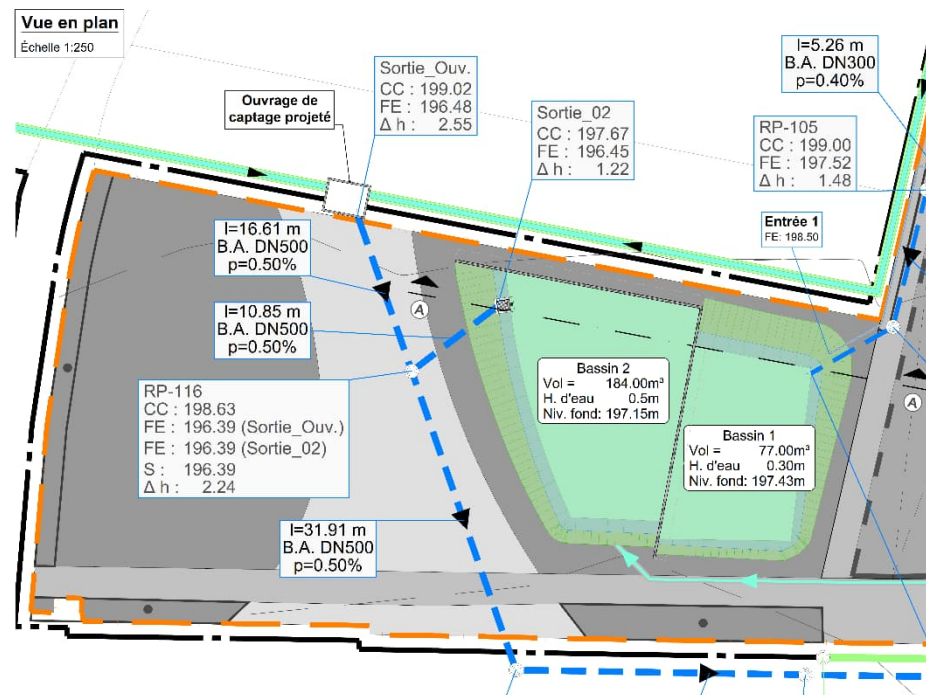 Vue en plan
Échelle 1:250
Sortie_Ouv.
CC : 199.02
FE : 196.48
Δ h : 2.55
Ouvrage de
captage projeté
Sortie_02
CC : 197.67
FE : 196.45
Δ h : 1.22
l=5.26 m
B.A. DN300
p=0.40%
RP-105
CC : 199.00
FE : 197.52
Δ h : 1.48
Entrée 1
FE: 198.50
l=16.61 m
B.A. DN500
p=0.50%
A
l=10.85 m
B.A. DN500
p=0.50%
Bassin 2
Vol = 184.00m³
H. d'eau 0.5m
Niv. fond: 197.15m
A
RP-116
CC : 198.63
FE : 196.39 (Sortie_Ouv.)
FE : 196.39 (Sortie_02)
S : 196.39
Δ h : 2.24
Bassin 1
Vol = 77.00m³
H. d'eau 0.30m
Niv. fond: 197.43m
l=31.91 m
B.A. DN500
p=0.50%